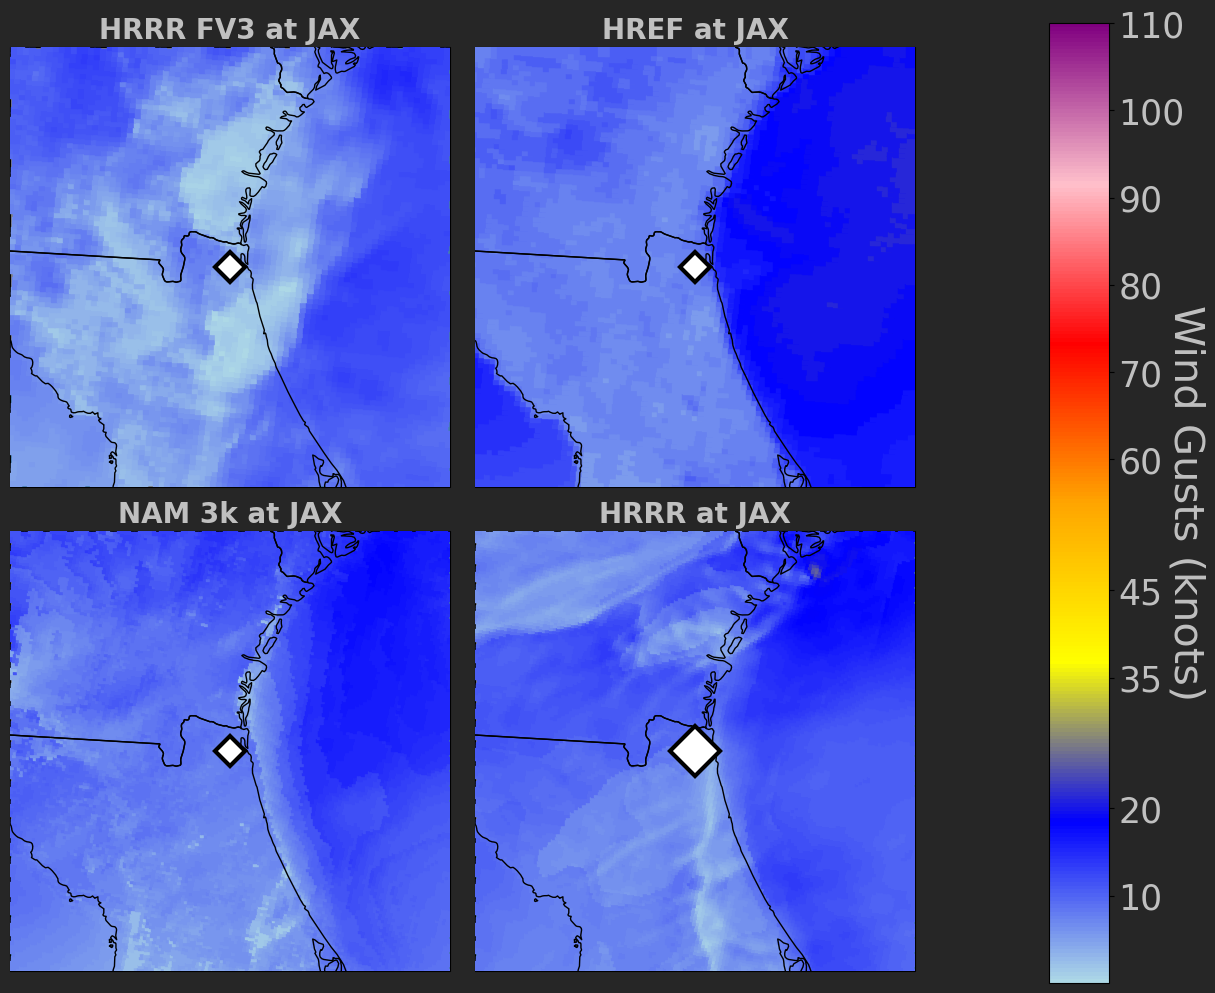 HRRR FV3 at JAX
HREF at JAX
NAM 3k at JAX
HRRR at JAX
110
100
90
80
70
60
45
35
20
10
Wind Gusts (knots)